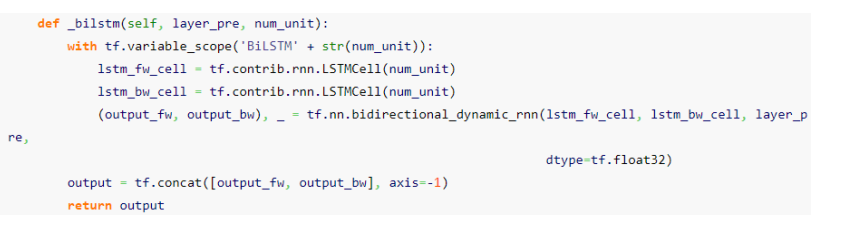 def _bilstm(self, layer_pre, num_unit):
with tf.variable_scope('BiLSTM' + str(num_unit)):
lstm_fw_cell = tf.contrib.rnn.LSTMCell(num_unit)
lstm_bw_cell = tf.contrib.rnn.LSTMCell(num_unit)
(output_fw, output_bw), _ = tf.nn.bidirectional_dynamic_rnn(lstm_fw_cell, lstm_bw_cell, layer_p
re,
dtype=tf.float32)
output = tf.concat([output_fw, output_bw], axis=-1)
return output